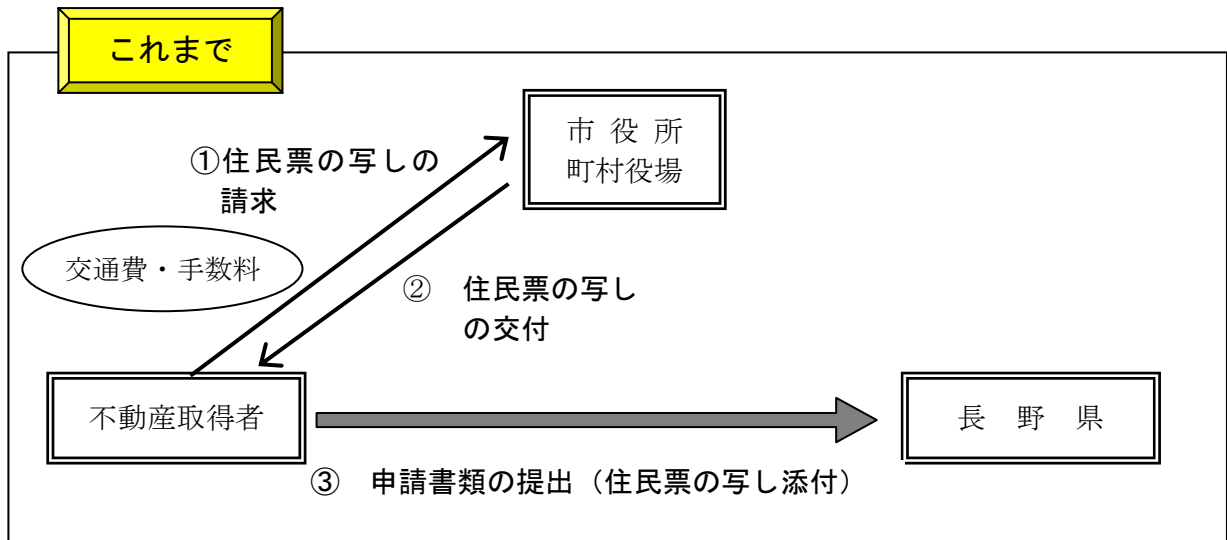 これまで
市 役 所
町村役場
①住民票の写しの
請求
交通費・手数料
② 住民票の写し
の交付
不動産取得者
長 野 県
③ 申請書類の提出（住民票の写し添付）